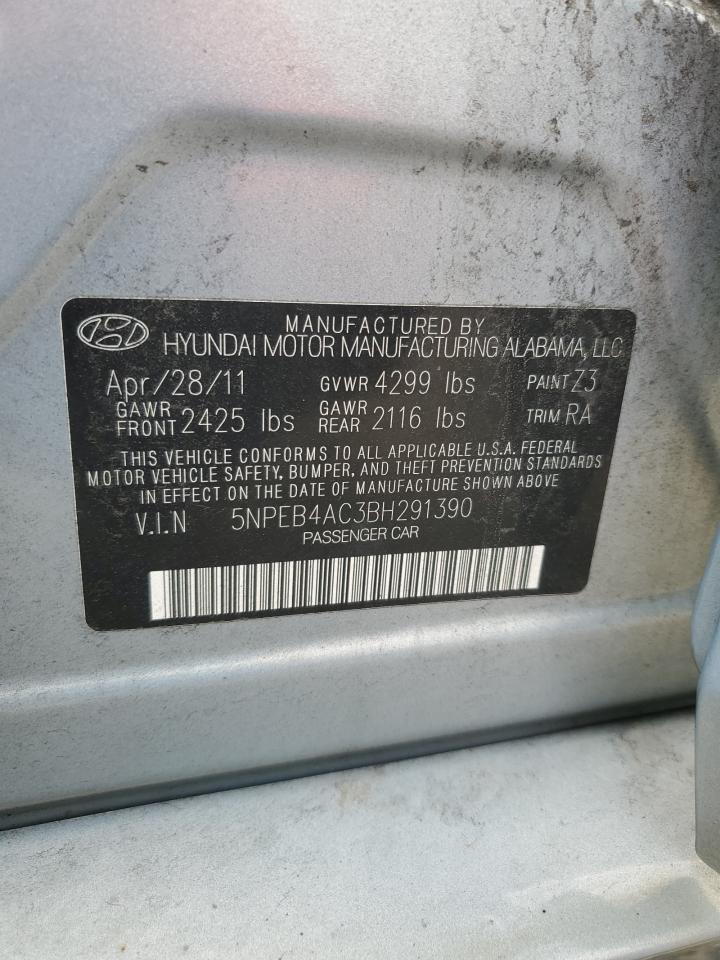 MANUFACTURED BY
HYUNDAI MOTOR MANUFACTURING ALABAMA, LLC
Apr/28/11 GVWR 4299 lbs PAINT Z3
GAWR FRONT 2425 lbs GAWR REAR 2116 lbs TRIM RA
THIS VEHICLE CONFORMS TO ALL APPLICABLE U.S.A. FEDERAL
MOTOR VEHICLE SAFETY, BUMPER, AND THEFT PREVENTION STANDARDS
IN EFFECT ON THE DATE OF MANUFACTURE SHOWN ABOVE
V.I.N 5NPEB4AC3BH291390
PASSENGER CAR